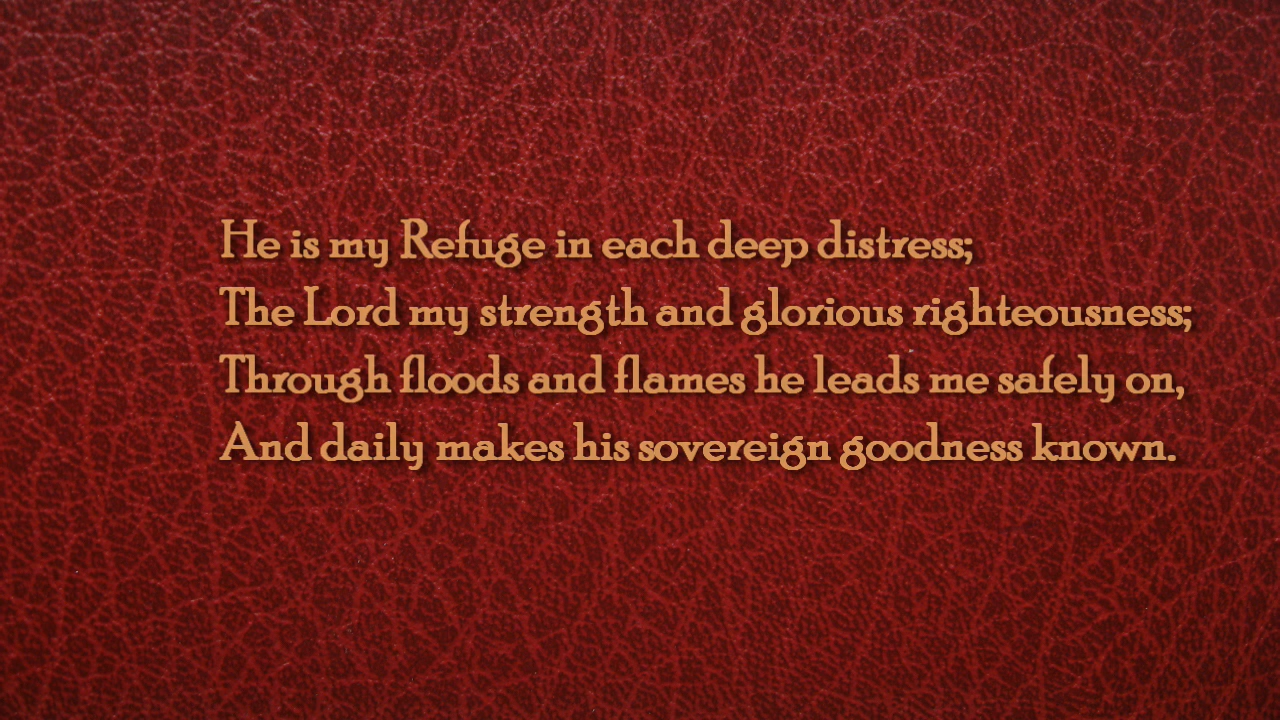 He is my Refuge in each deep distress;
The Lord my strength and glorious righteousness;
Through floods and flames he leads me safely on,
And daily makes his sovereign goodness known.